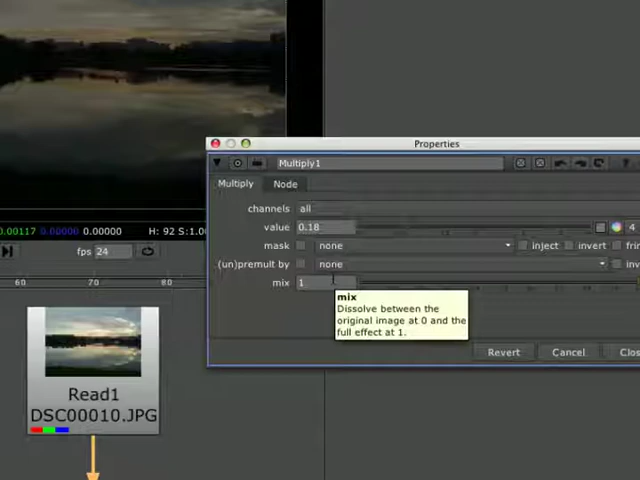 Properties
Multiply1
?
Multiply Node
channels all
value 0.18 4
mask none inject invert
(un)premult by none
mix 1
mix
Dissolve between the
original image at 0 and the
full effect at 1.
Revert Cancel
0.00117 0.00000 0.00000 H: 92
fps 24
60 70 80
Read1
DSC00010.JPG